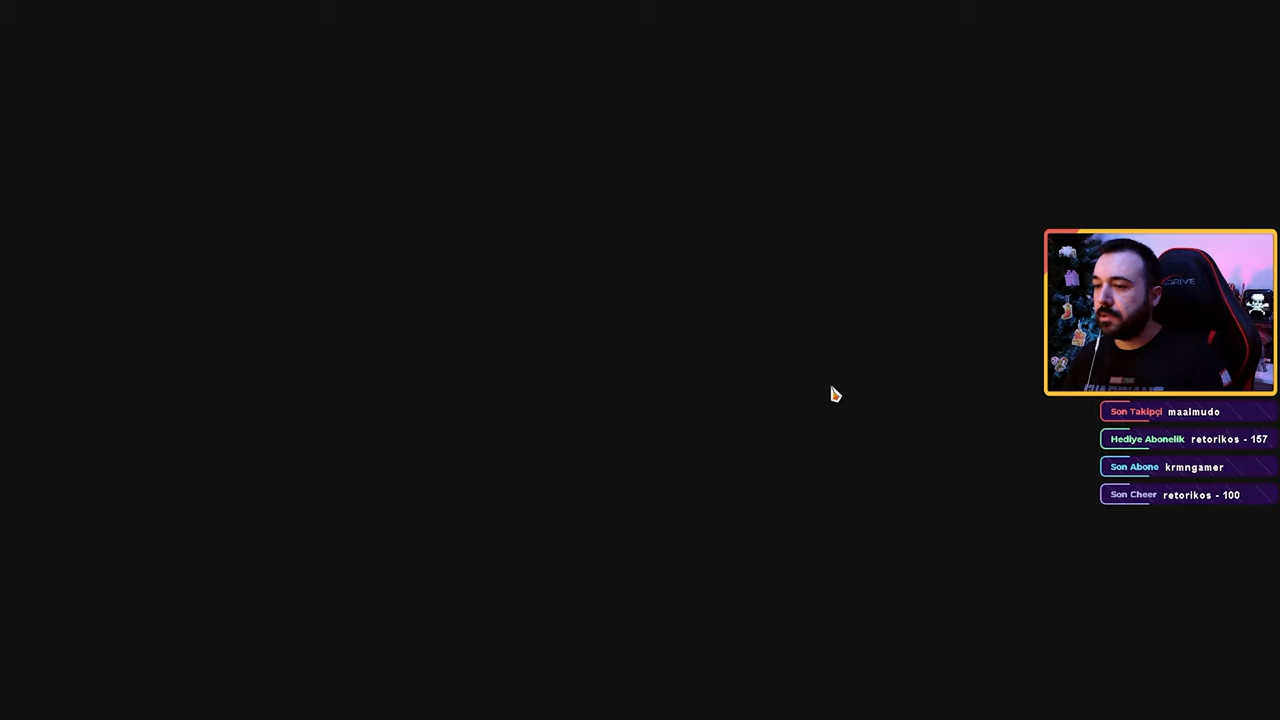 Son Takipçi maalmudo
Hediye Abonelik retorikos - 157
Son Abone krmngamer
Son Cheer retorikos - 100